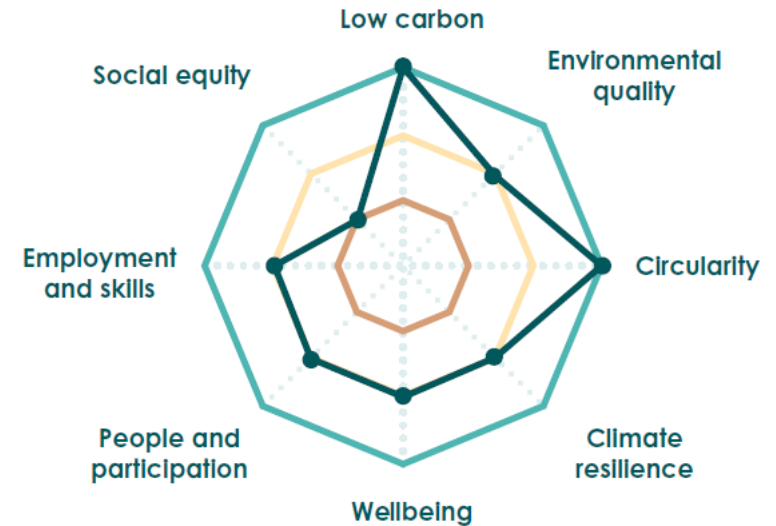 Low carbon
Environmental
quality
Social equity
Employment
and skills
Circularity
People and
participation
Climate
resilience
Wellbeing